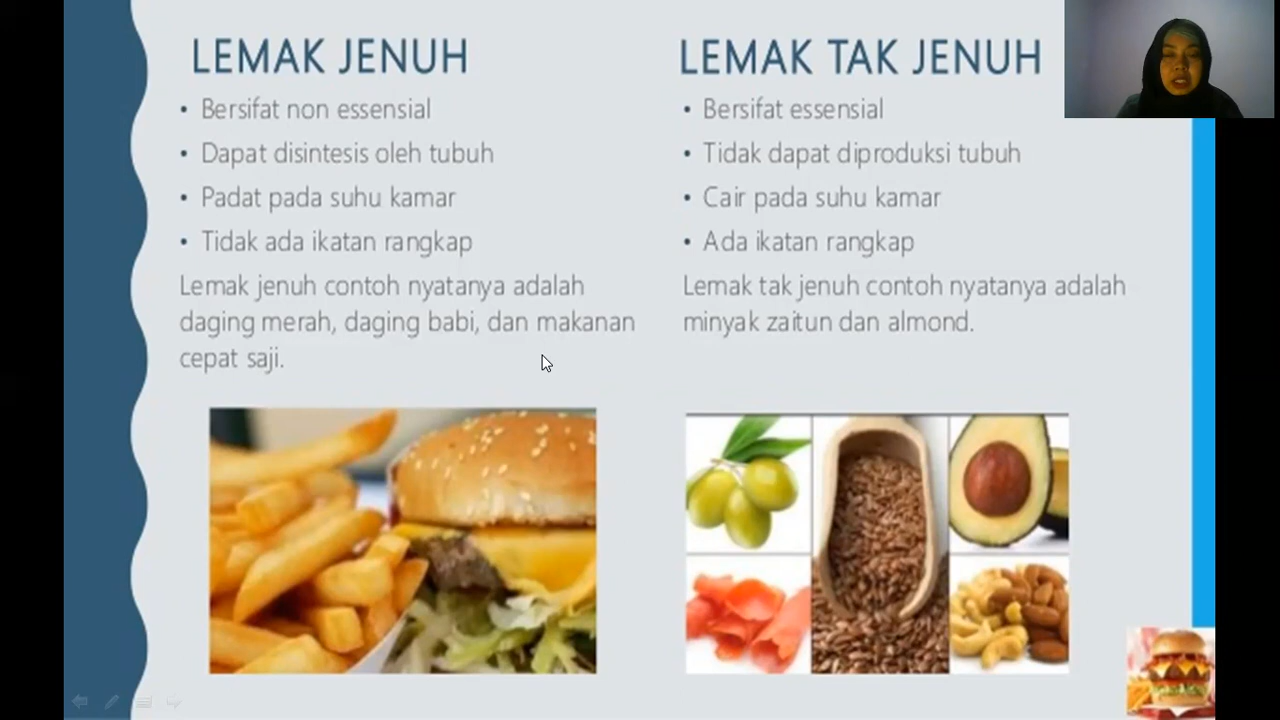 LEMAK JENUH
• Bersifat non essensial
• Dapat disintesis oleh tubuh
• Padat pada suhu kamar
• Tidak ada ikatan rangkap
Lemak jenuh contoh nyatanya adalah
daging merah, daging babi, dan makanan
cepat saji.
LEMAK TAK JENUH
• Bersifat essensial
• Tidak dapat diproduksi tubuh
• Cair pada suhu kamar
• Ada ikatan rangkap
Lemak tak jenuh contoh nyatanya adalah
minyak zaitun dan almond.